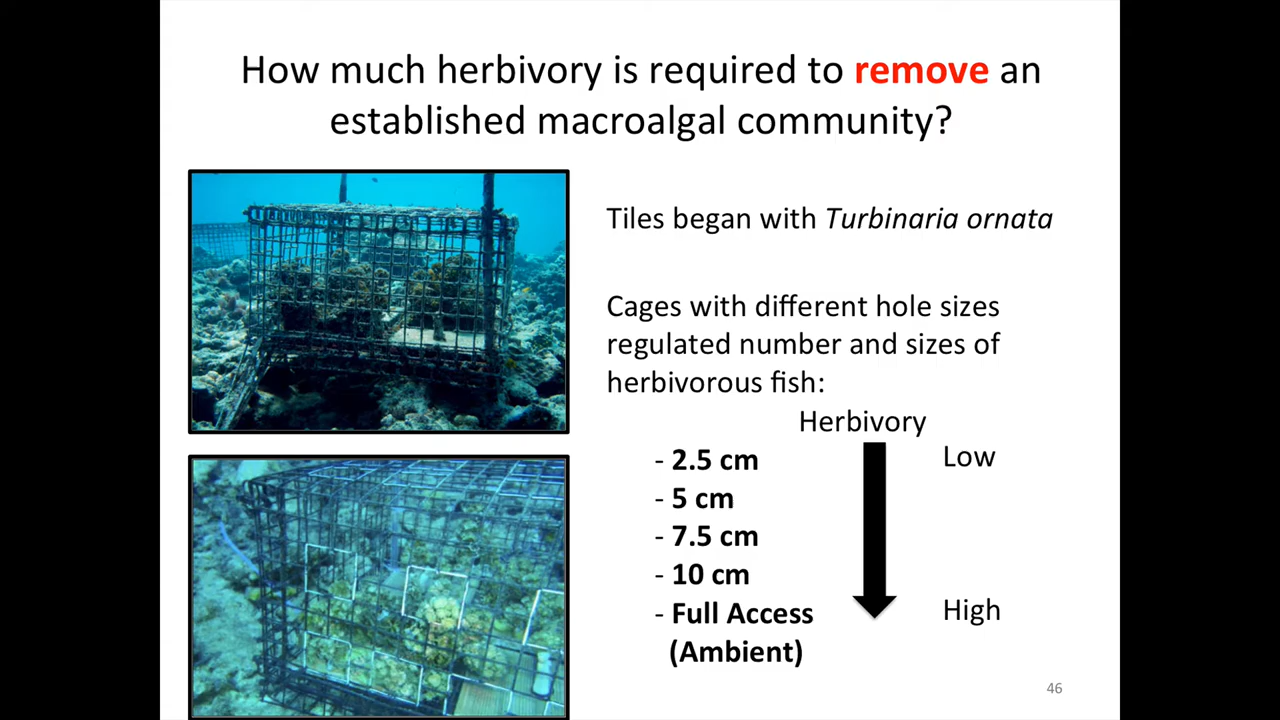 How much herbivory is required to remove an
established macroalgal community?
Tiles began with Turbinaria ornata
Cages with different hole sizes
regulated number and sizes of
herbivorous fish:
Herbivory
- 2.5 cm
Low
- 5 cm
- 7.5 cm
- 10 cm
- Full Access
(Ambient)
High
46